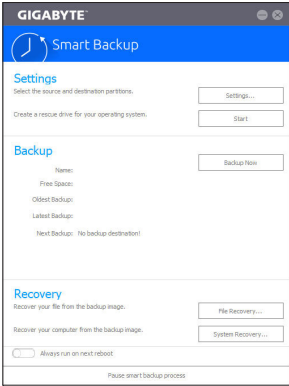 GIGABYTE™
Smart Backup
Settings
Select the source and destination partitions.
Settings...
Create a rescue drive for your operating system.
Start
Backup
Backup Now
Name:
Free Space:
Oldest Backup:
Latest Backup:
Next Backup: No backup destination!
Recovery
Recover your file from the backup image.
File Recovery...
Recover your computer from the backup image.
System Recovery...
Always run on next reboot
Pause smart backup process